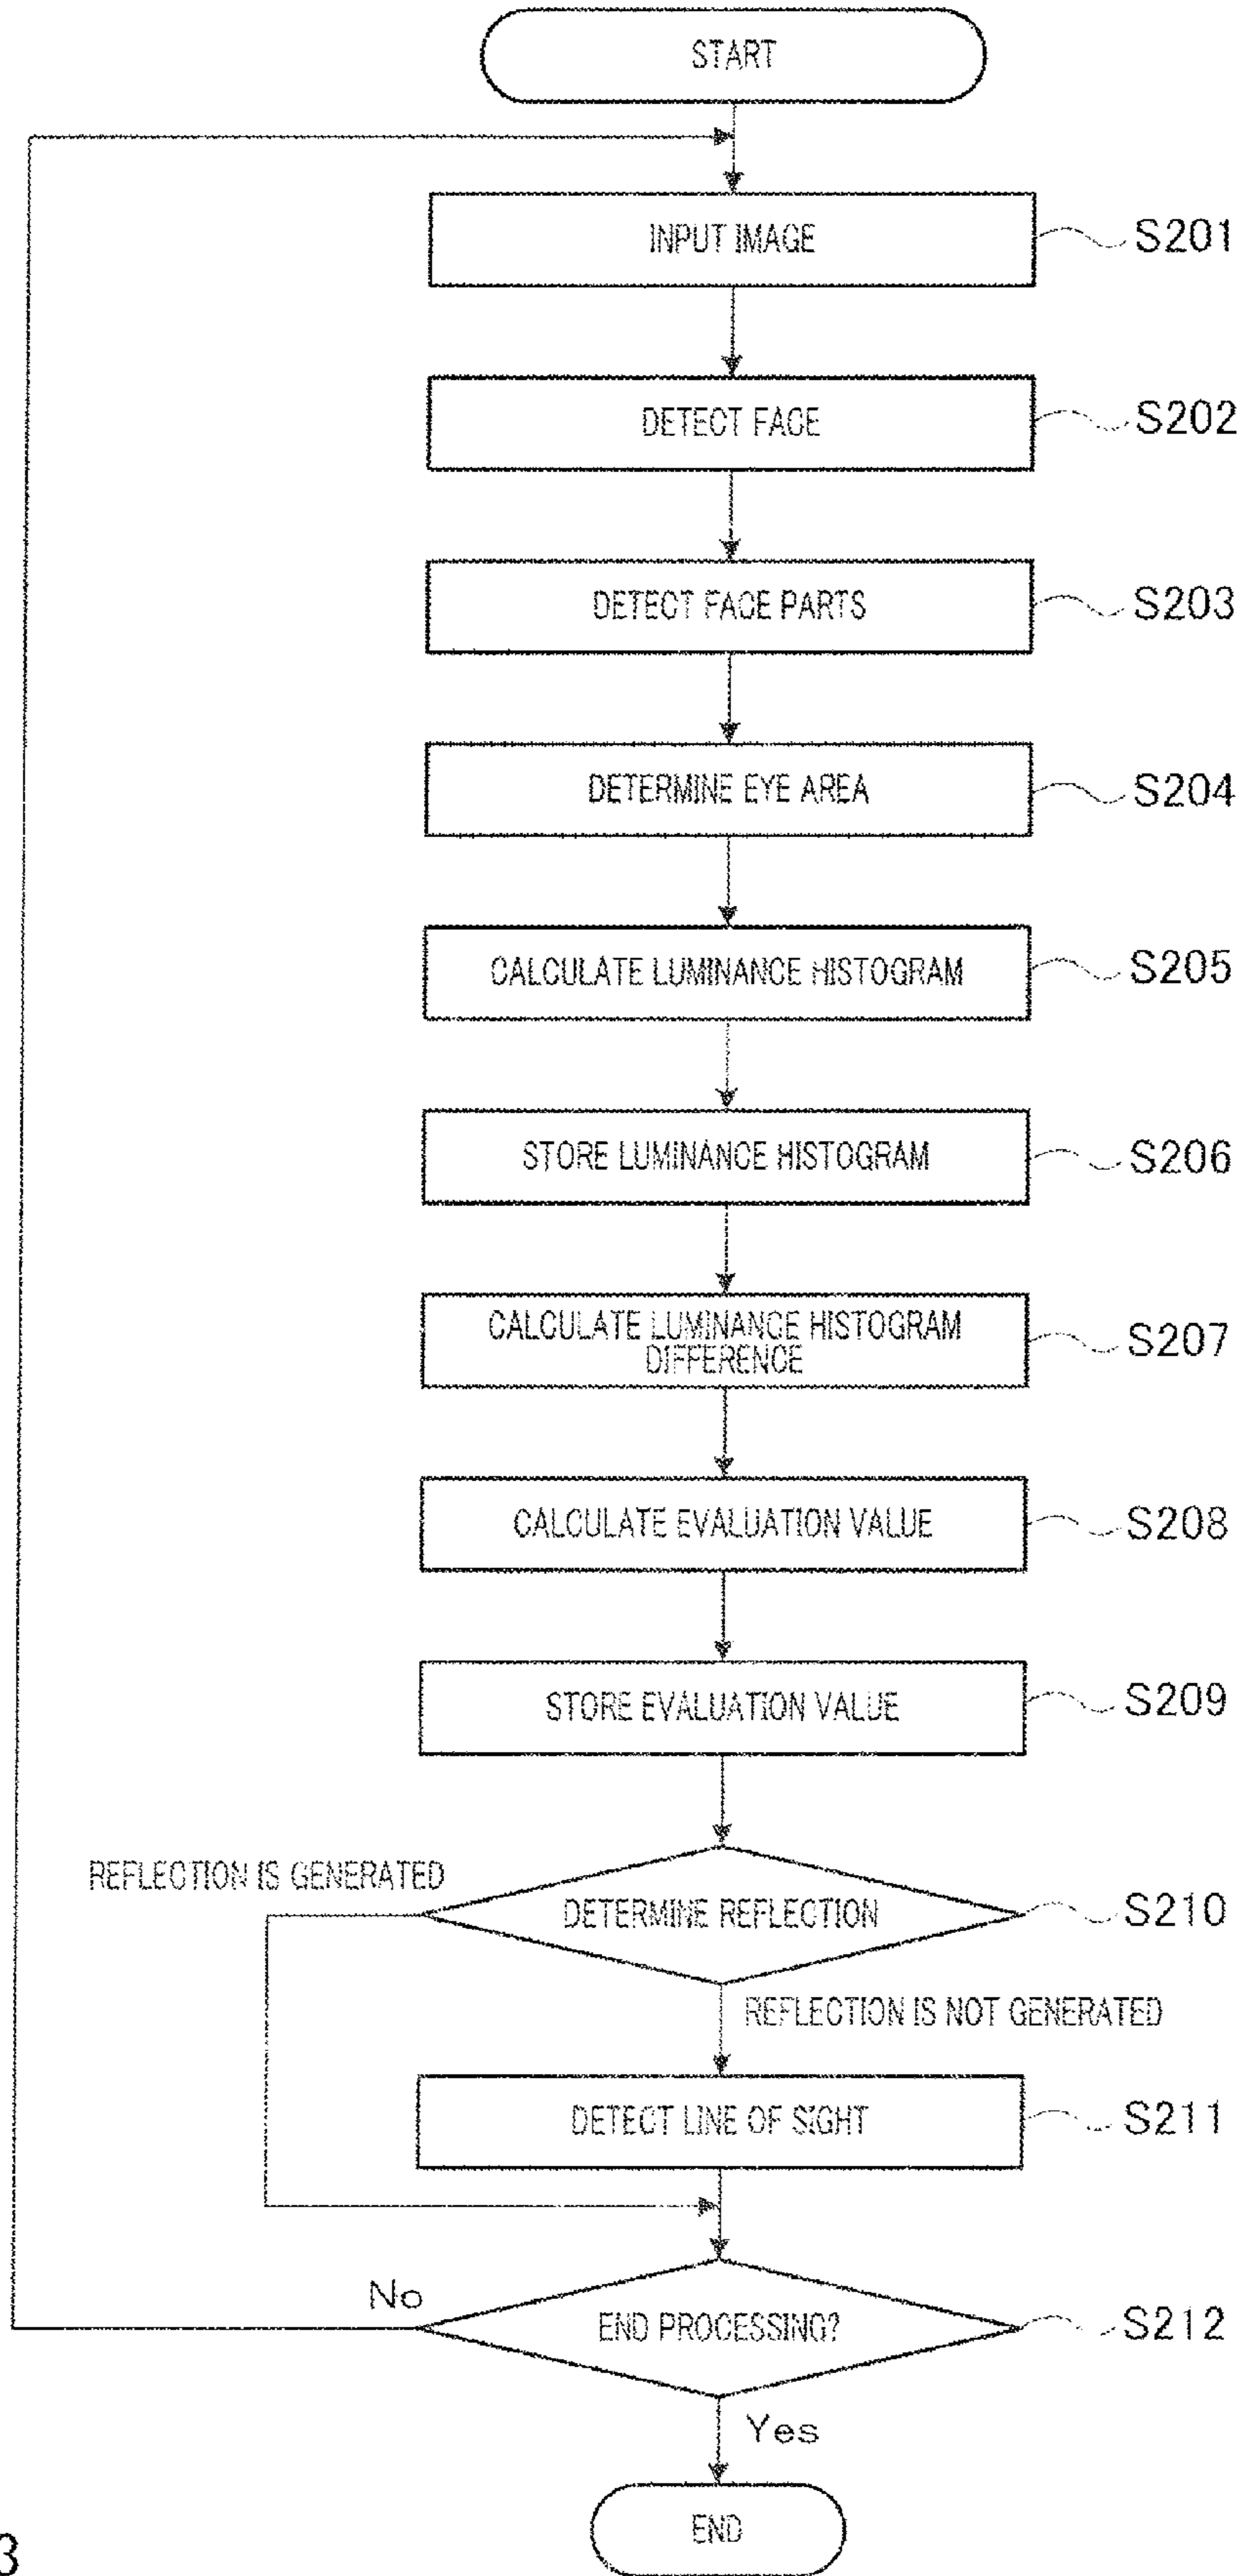 START
INPUT IMAGE
S201
DETECT FACE
S202
DETECT FACE PARTS
S203
DETERMINE EYE AREA
S204
CALCULATE LUMINANCE HISTOGRAM
S205
STORE LUMINANCE HISTOGRAM
S206
CALCULATE LUMINANCE HISTOGRAM
DIFFERENCE
S207
CALCULATE EVALUATION VALUE
S208
STORE EVALUATION VALUE
S209
REFLECTION IS GENERATED
DETERMINE REFLECTION
S210
REFLECTION IS NOT GENERATED
DETECT LINE OF SIGHT
S211
No
END PROCESSING?
S212
Yes
END
3